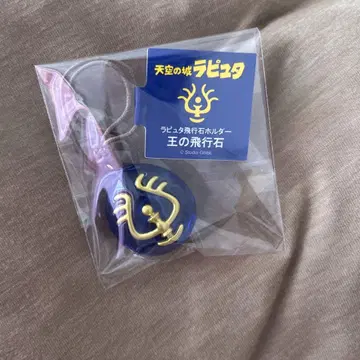 天空の城ラピュタ
ラピュタ飛行石ホルダー
王の飛行石
© Studio Ghibli